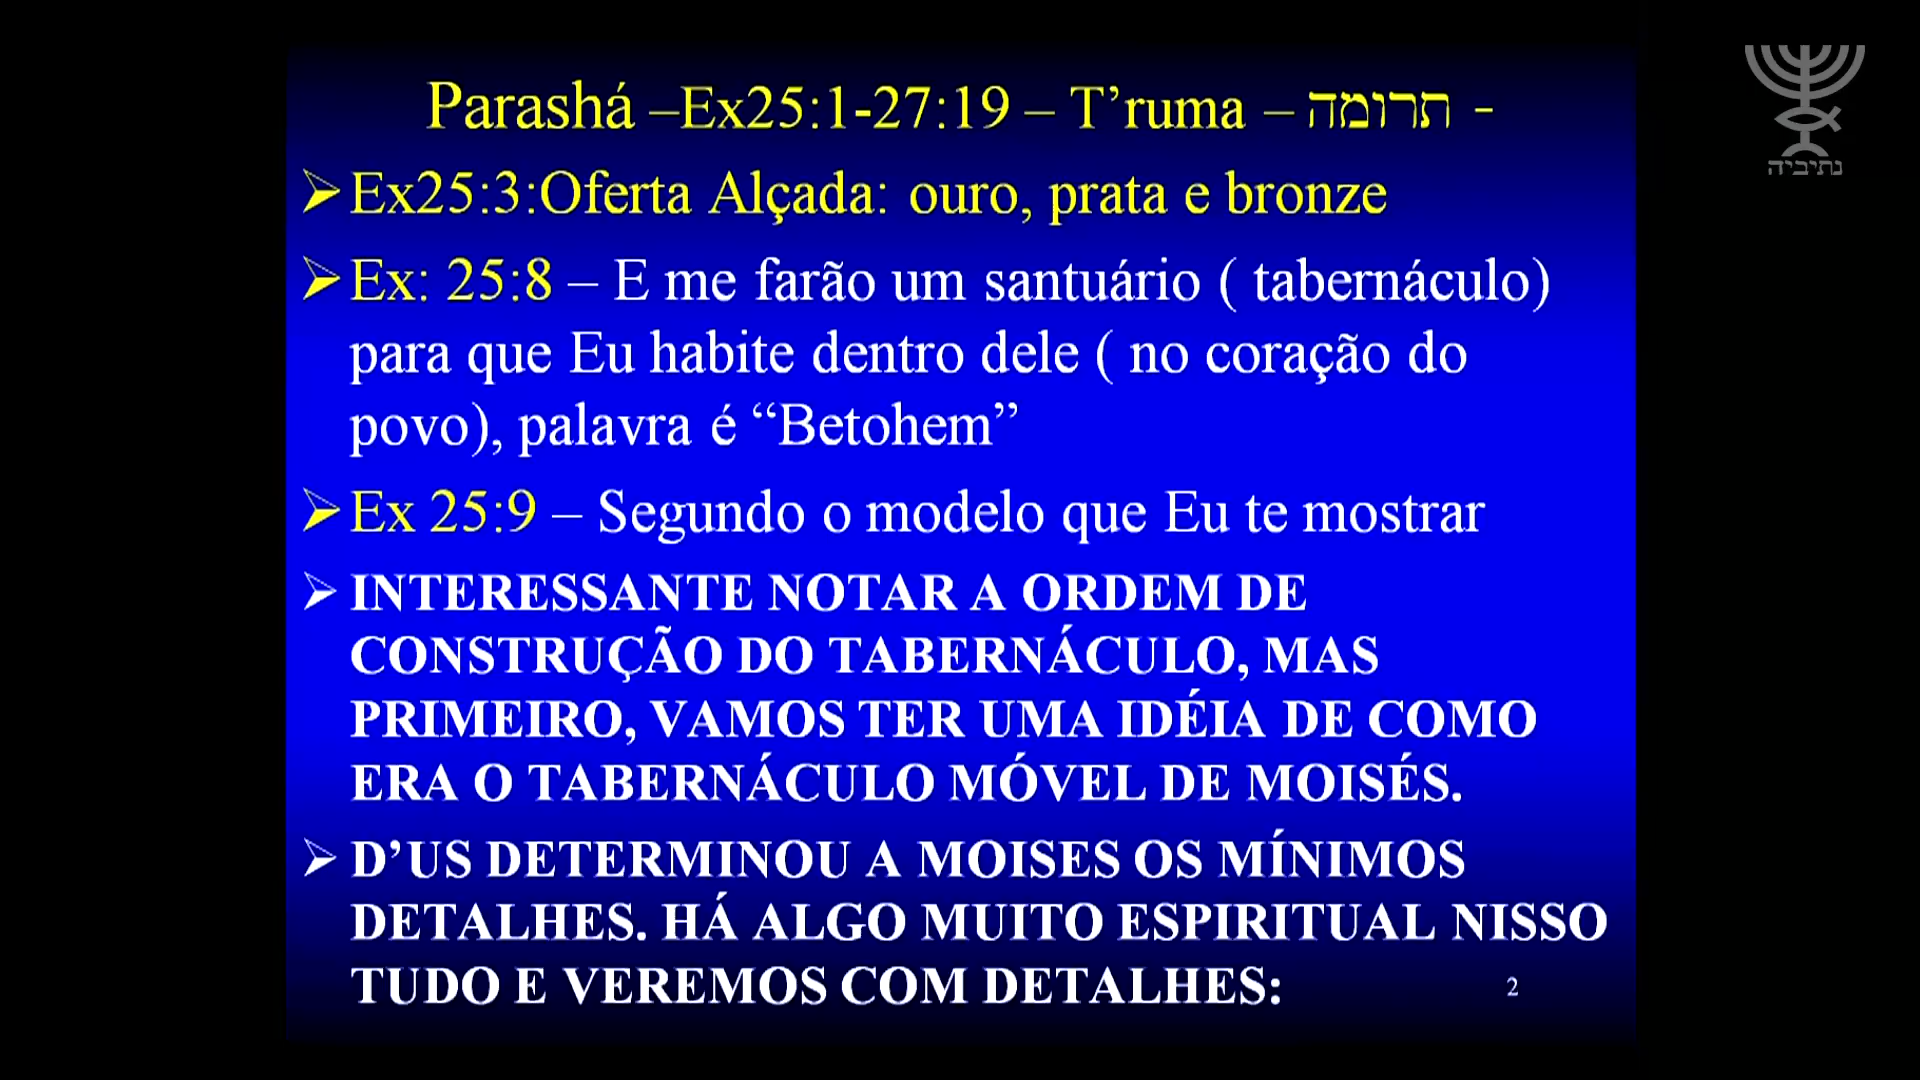 Parashá –Ex25:1-27:19 – T’ruma – תרומה -
Ex25:3:Oferta Alçada: ouro, prata e bronze
Ex: 25:8 – E me farão um santuário ( tabernáculo)
para que Eu habite dentro dele ( no coração do
povo), palavra é “Betohem”
Ex 25:9 – Segundo o modelo que Eu te mostrar
INTERESSANTE NOTAR A ORDEM DE
CONSTRUÇÃO DO TABERNÁCULO, MAS
PRIMEIRO, VAMOS TER UMA IDÉIA DE COMO
ERA O TABERNÁCULO MÓVEL DE MOISÉS.
D’US DETERMINOU A MOISES OS MÍNIMOS
DETALHES. HÁ ALGO MUITO ESPIRITUAL NISSO
TUDO E VEREMOS COM DETALHES:
2
נתיביה